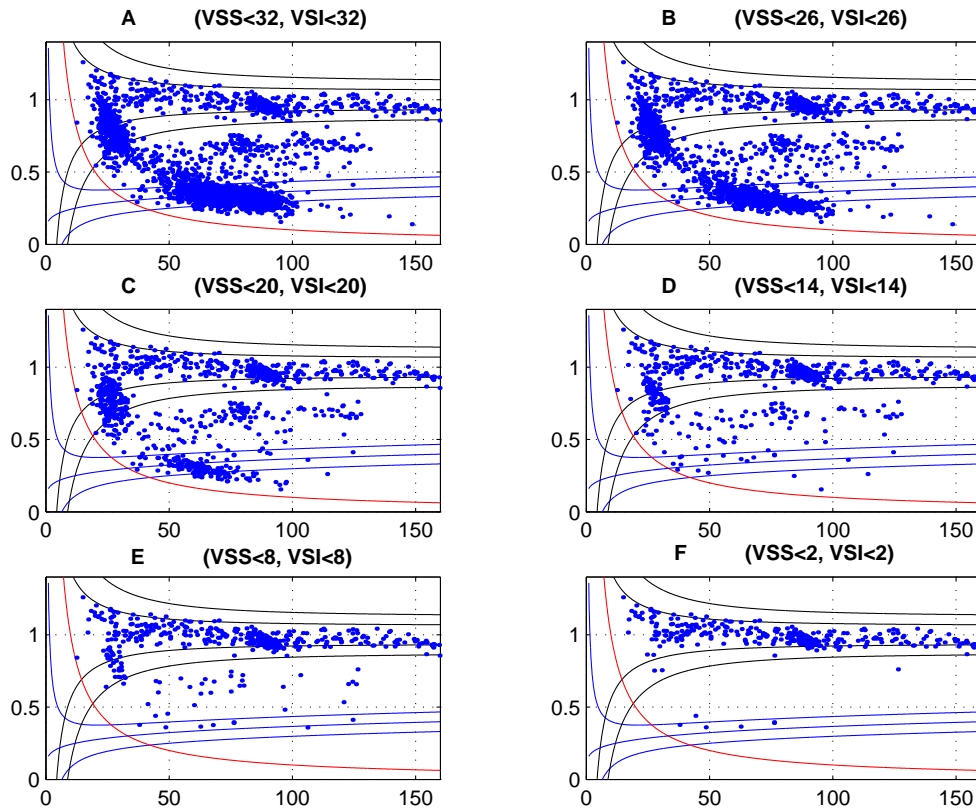 A (VSS<32, VSI<32)
B (VSS<26, VSI<26)
1
0.5
0
0 50 100 150
1
0.5
0
0 50 100 150
C (VSS<20, VSI<20)
D (VSS<14, VSI<14)
1
0.5
0
0 50 100 150
1
0.5
0
0 50 100 150
E (VSS<8, VSI<8)
F (VSS<2, VSI<2)
1
0.5
0
0 50 100 150
1
0.5
0
0 50 100 150